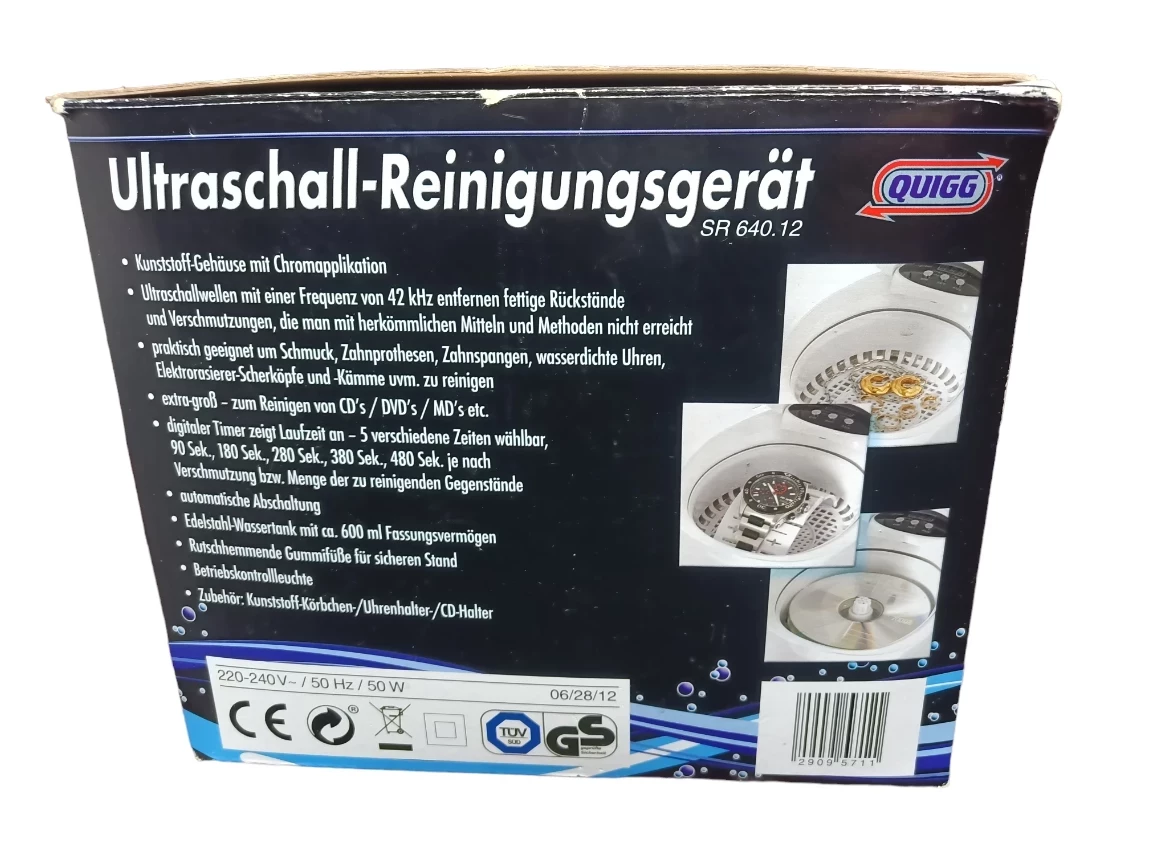 Ultraschall-Reinigungsgerät
SR 640.12
QUIGG®
• Kunststoff-Gehäuse mit Chromapplikation
• Ultraschallwellen mit einer Frequenz von 42 kHz entfernen fettige Rückstände
und Verschmutzungen, die man mit herkömmlichen Mitteln und Methoden nicht erreicht
• praktisch geeignet um Schmuck, Zahnprothesen, Zahnspangen, wasserdichte Uhren,
Elektrorasierer-Scherköpfe und -Kämme uvm. zu reinigen
• extra-groß – zum Reinigen von CD's / DVD's / MD's etc.
• digitaler Timer zeigt Laufzeit an – 5 verschiedene Zeiten wählbar,
90 Sek., 180 Sek., 280 Sek., 380 Sek., 480 Sek. je nach
Verschmutzung bzw. Menge der zu reinigenden Gegenstände
• automatische Abschaltung
• Edelstahl-Wassertank mit ca. 600 ml Fassungsvermögen
• Rutschhemmende Gummifüße für sicheren Stand
• Betriebskontrollleuchte
• Zubehör: Kunststoff-Körbchen-/Uhrenhalter-/CD-Halter
220-240V~ / 50 Hz / 50 W
06/28/12
CE
®
TÜV
SÜD
GS
geprüfte
Sicherheit
2909 5711